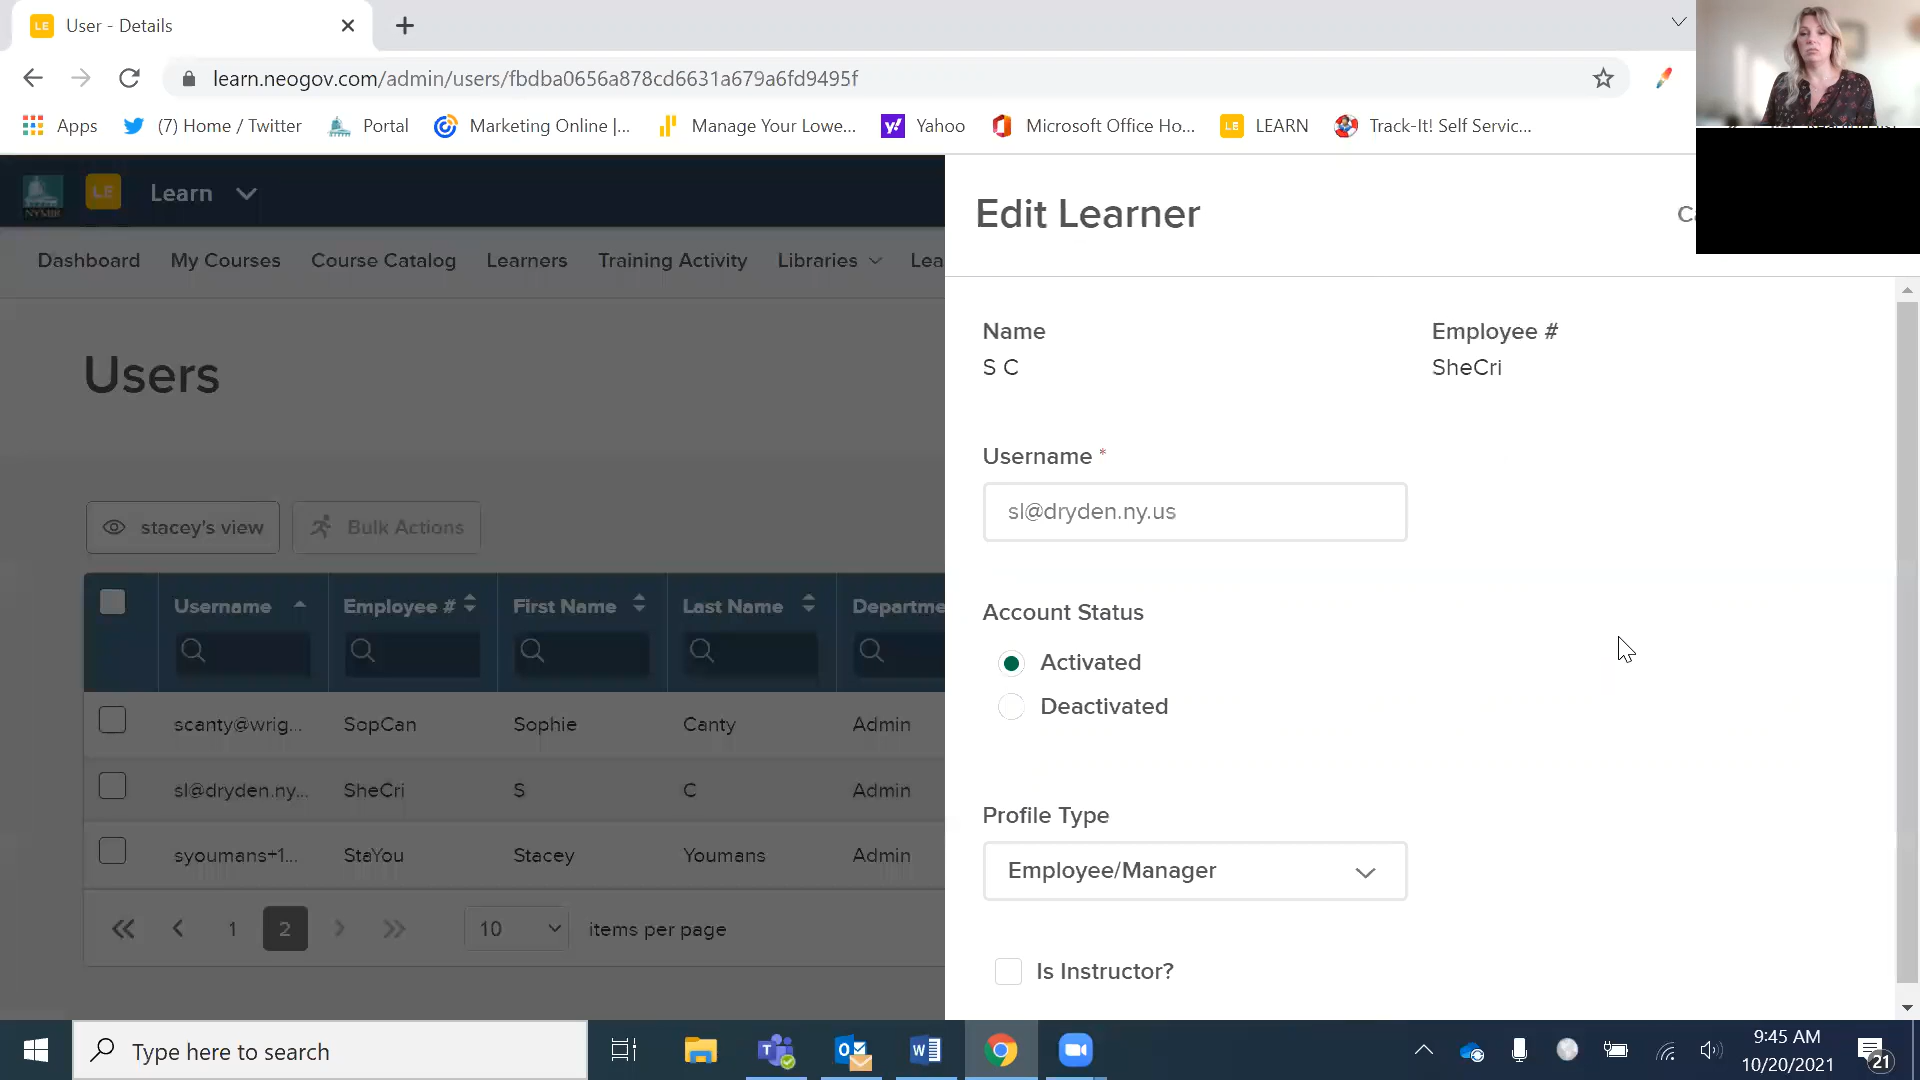 LE User - Details
learn.neogov.com/admin/users/fbdba0656a878cd6631a679a6fd9495f
Apps (7) Home / Twitter Portal Marketing Online |... Manage Your Lowe... Yahoo Microsoft Office Ho... LE LEARN Track-It! Self Servic...
NYMIR LE Learn
Edit Learner
Dashboard My Courses Course Catalog Learners Training Activity Libraries Lea
Name Employee #
S C SheCri
Users
Username *
sl@dryden.ny.us
stacey's view Bulk Actions
Account Status
Activated
Deactivated
Username Employee # First Name Last Name Departme
scanty@wrig... SopCan Sophie Canty Admin
sl@dryden.ny... SheCri S C Admin
syoumans+1... StaYou Stacey Youmans Admin
1 2 10 items per page
Profile Type
Employee/Manager
Is Instructor?
Type here to search
9:45 AM
10/20/2021
21